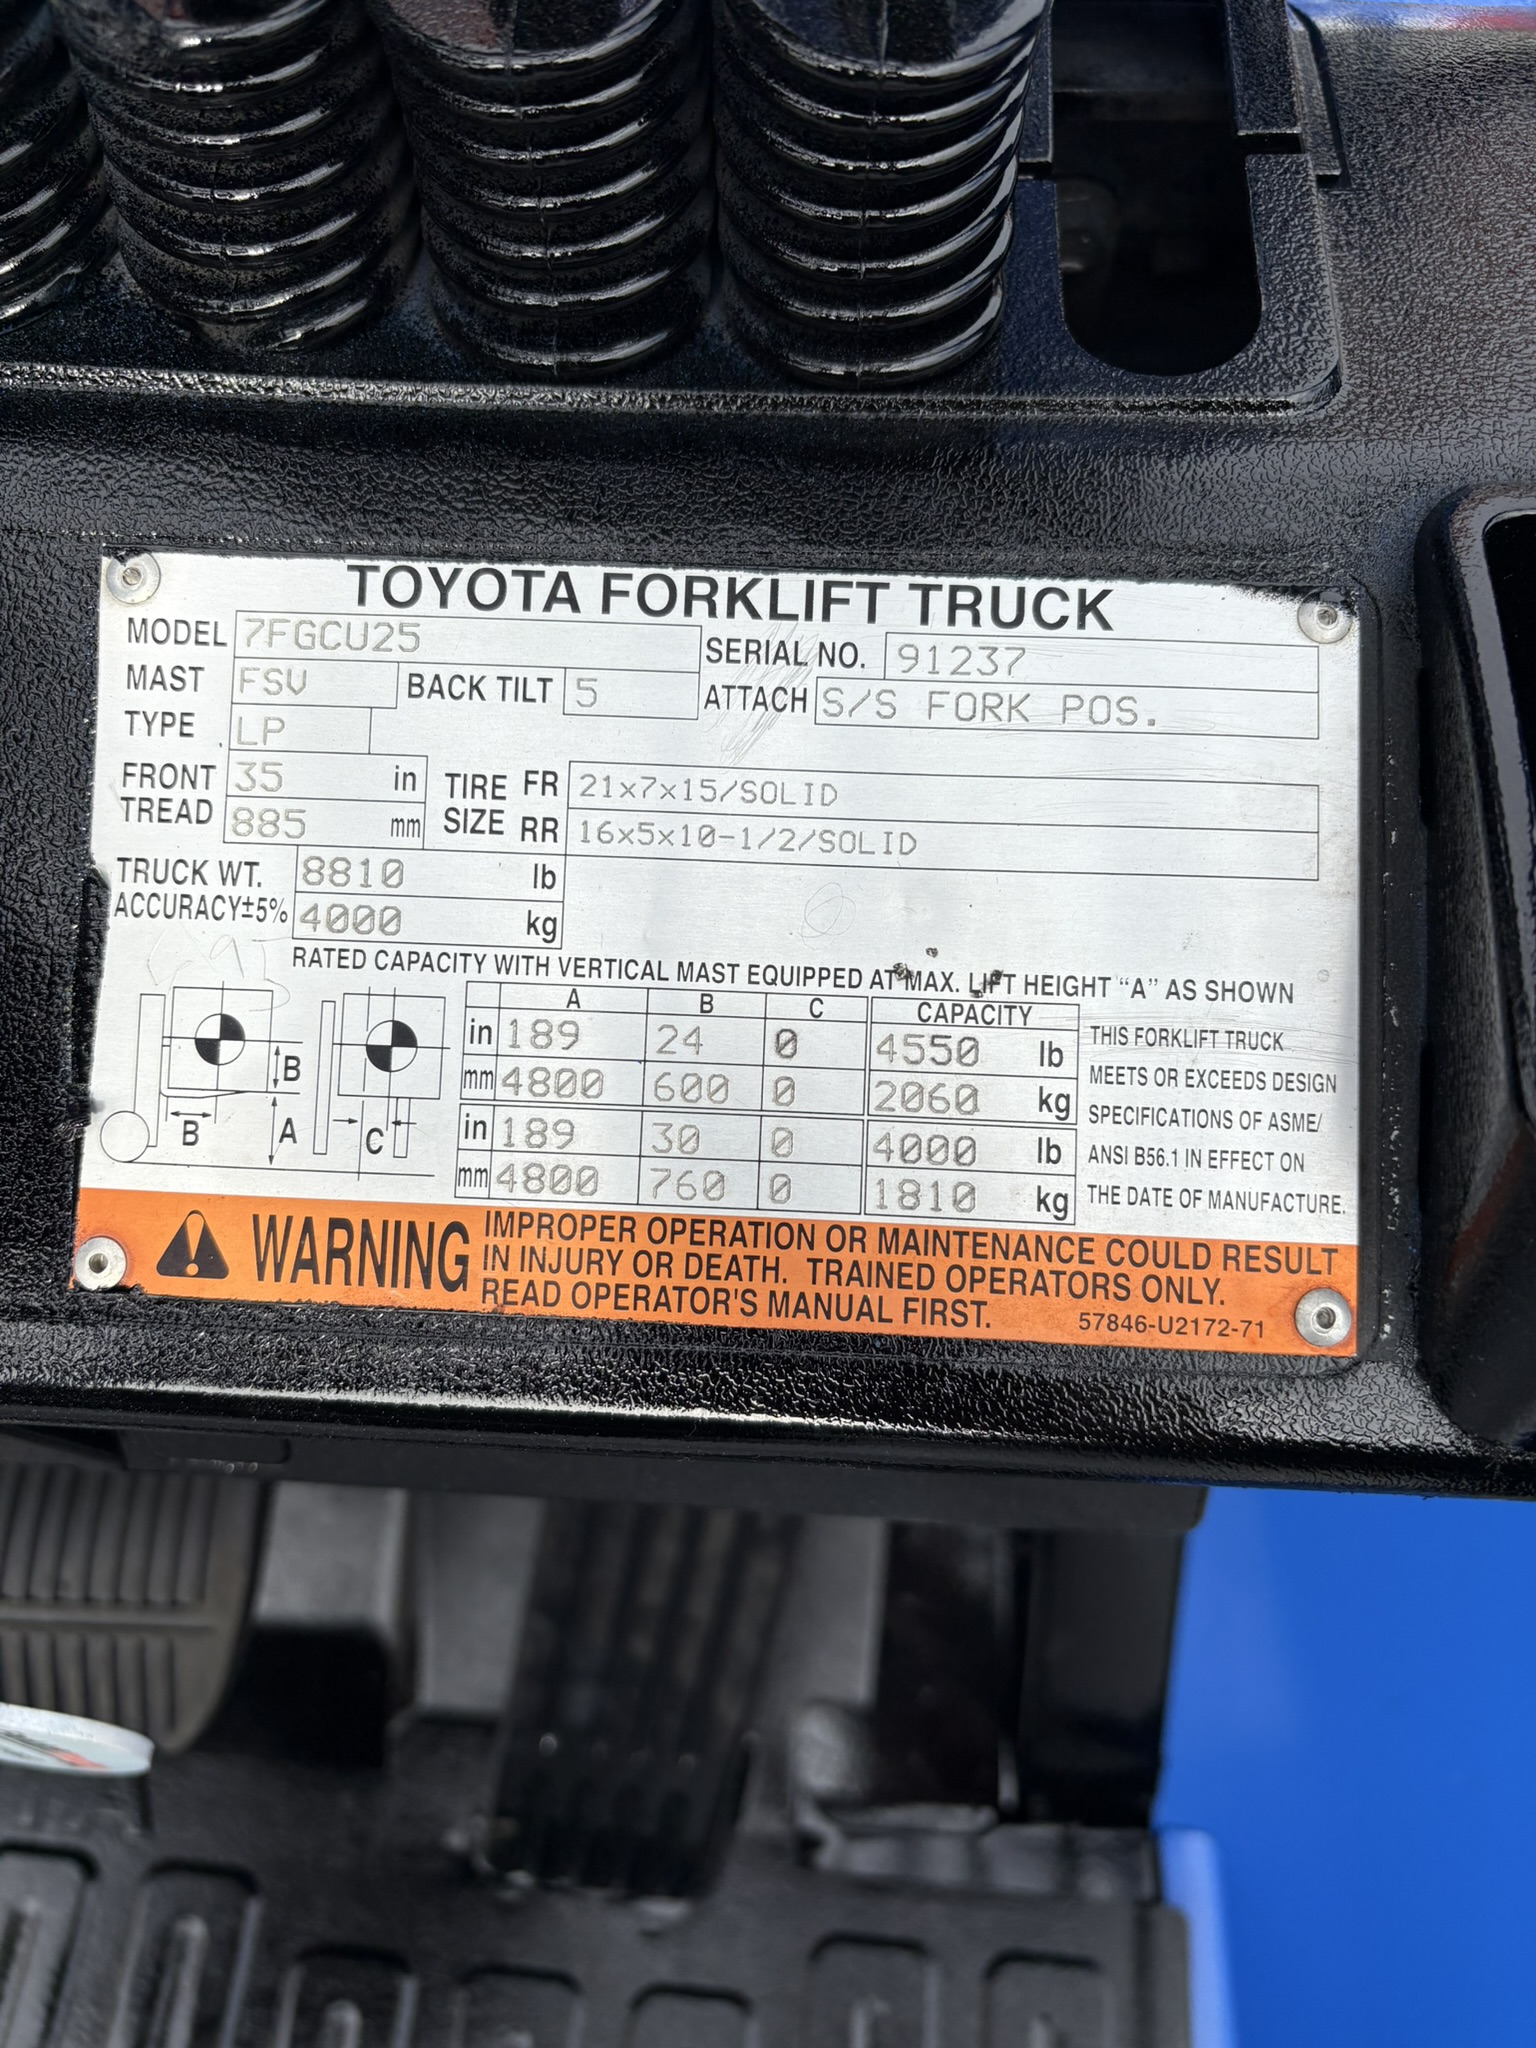 TOYOTA FORKLIFT TRUCK
MODEL 7FGCU25 SERIAL NO. 91237
MAST FSV BACK TILT 5 ATTACH S/S FORK POS.
TYPE LP
FRONT TREAD 35 in TIRE SIZE FR 21x7x15/SOLID
885 mm RR 16x5x10-1/2/SOLID
TRUCK WT. 8810 lb
ACCURACY±5% 4000 kg
RATED CAPACITY WITH VERTICAL MAST EQUIPPED AT MAX. LIFT HEIGHT "A" AS SHOWN
A B C CAPACITY
in 189 24 0 4550 lb
mm 4800 600 0 2060 kg
in 189 30 0 4000 lb
mm 4800 760 0 1810 kg
B
B A C
THIS FORKLIFT TRUCK
MEETS OR EXCEEDS DESIGN
SPECIFICATIONS OF ASME/
ANSI B56.1 IN EFFECT ON
THE DATE OF MANUFACTURE.
WARNING
IMPROPER OPERATION OR MAINTENANCE COULD RESULT
IN INJURY OR DEATH. TRAINED OPERATORS ONLY.
READ OPERATOR'S MANUAL FIRST.
57846-U2172-71